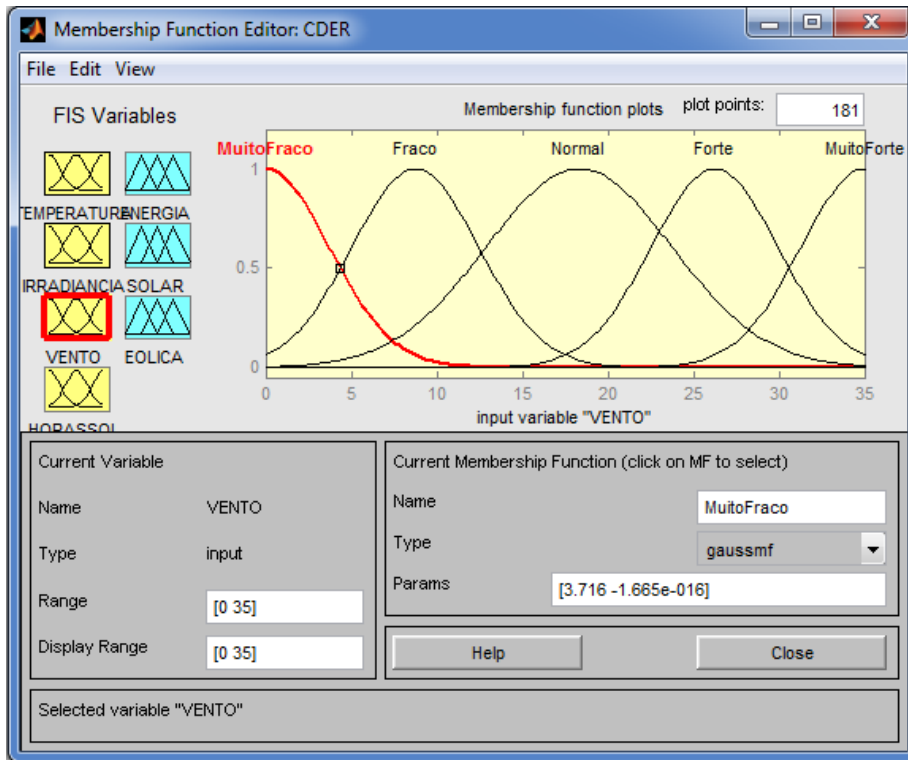 Membership Function Editor: CDER
File Edit View
FIS Variables
Membership function plots plot points: 181
TEMPERATURA ENERGIA
IRRADIANCIA SOLAR
VENTO EOLICA
HORASSOL
MuitoFraco Fraco Normal Forte MuitoForte
1
0.5
0
0 5 10 15 20 25 30 35
input variable "VENTO"
Current Variable
Name VENTO
Type input
Range [0 35]
Display Range [0 35]
Current Membership Function (click on MF to select)
Name MuitoFraco
Type gaussmf
Params [3.716 -1.665e-016]
Help Close
Selected variable "VENTO"